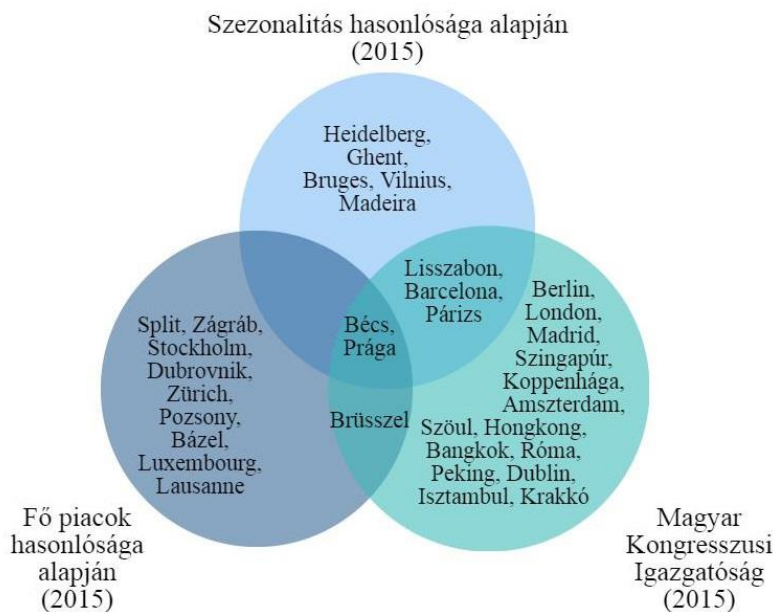 Szezonalitás hasonlósága alapján
(2015)
Heidelberg,
Ghent,
Bruges, Vilnius,
Madeira
Lisszabon,
Barcelona,
Párizs
Bécs,
Prága
Brüsszel
Split, Zágráb,
Stockholm,
Dubrovnik,
Zürich,
Pozsony,
Bázel,
Luxembourg,
Lausanne
Berlin,
London,
Madrid,
Szingapúr,
Koppenhága,
Amszterdam,
Szöul, Hongkong,
Bangkok, Róma,
Peking, Dublin,
Isztambul, Krakkó
Fő piacok
hasonlósága
alapján
(2015)
Magyar
Kongresszusi
Igazgatóság
(2015)